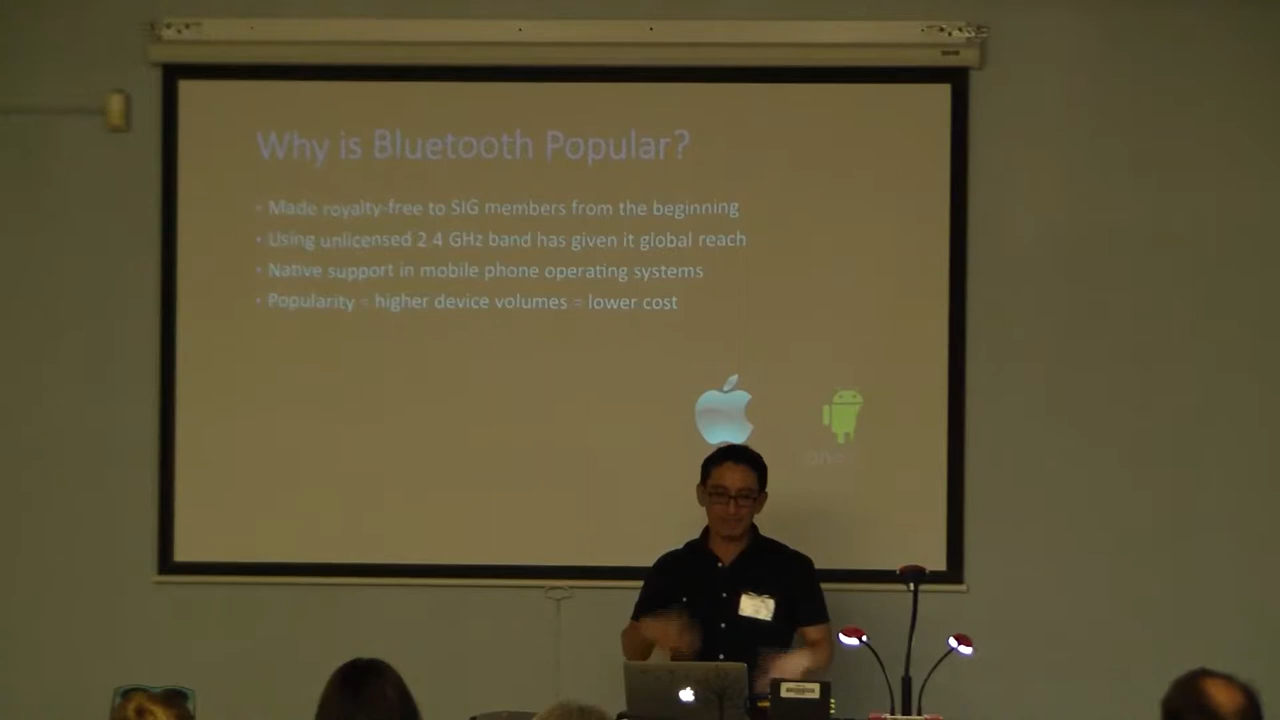 Why is Bluetooth Popular?
• Made royalty-free to SIG members from the beginning
• Using unlicensed 2.4 GHz band has given it global reach
• Native support in mobile phone operating systems
• Popularity = higher device volumes = lower cost